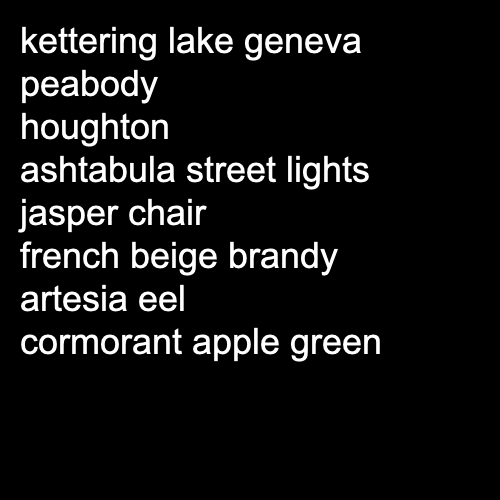 kettering lake geneva
peabody
houghton
ashtabula street lights
jasper chair
french beige brandy
artesia eel
cormorant apple green